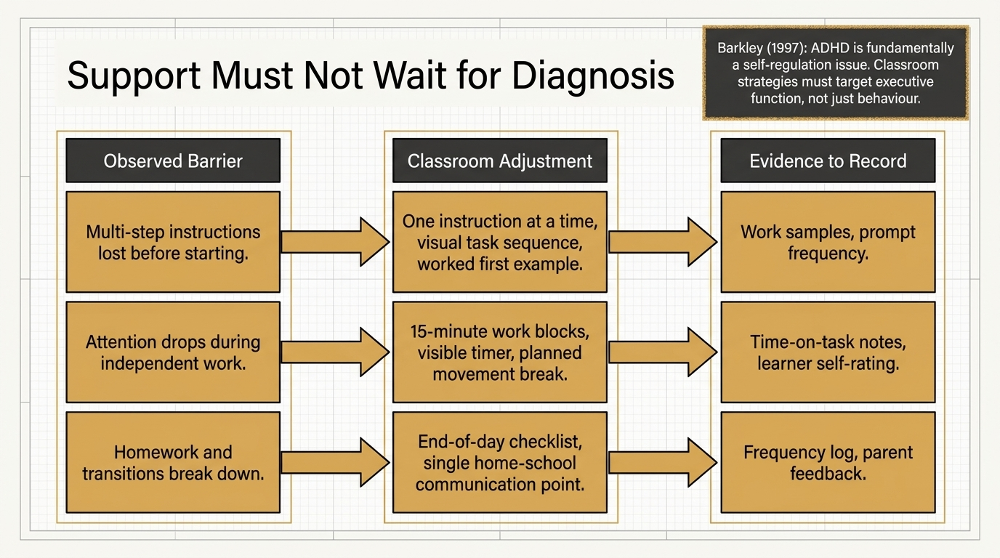 Support Must Not Wait for Diagnosis
Barkley (1997): ADHD is fundamentally
a self-regulation issue. Classroom
strategies must target executive
function, not just behaviour.
Observed Barrier
Classroom Adjustment
Evidence to Record
Multi-step instructions
lost before starting.
One instruction at a time,
visual task sequence,
worked first example.
Work samples, prompt
frequency.
Attention drops during
independent work.
15-minute work blocks,
visible timer, planned
movement break.
Time-on-task notes,
learner self-rating.
Homework and
transitions break down.
End-of-day checklist,
single home-school
communication point.
Frequency log, parent
feedback.